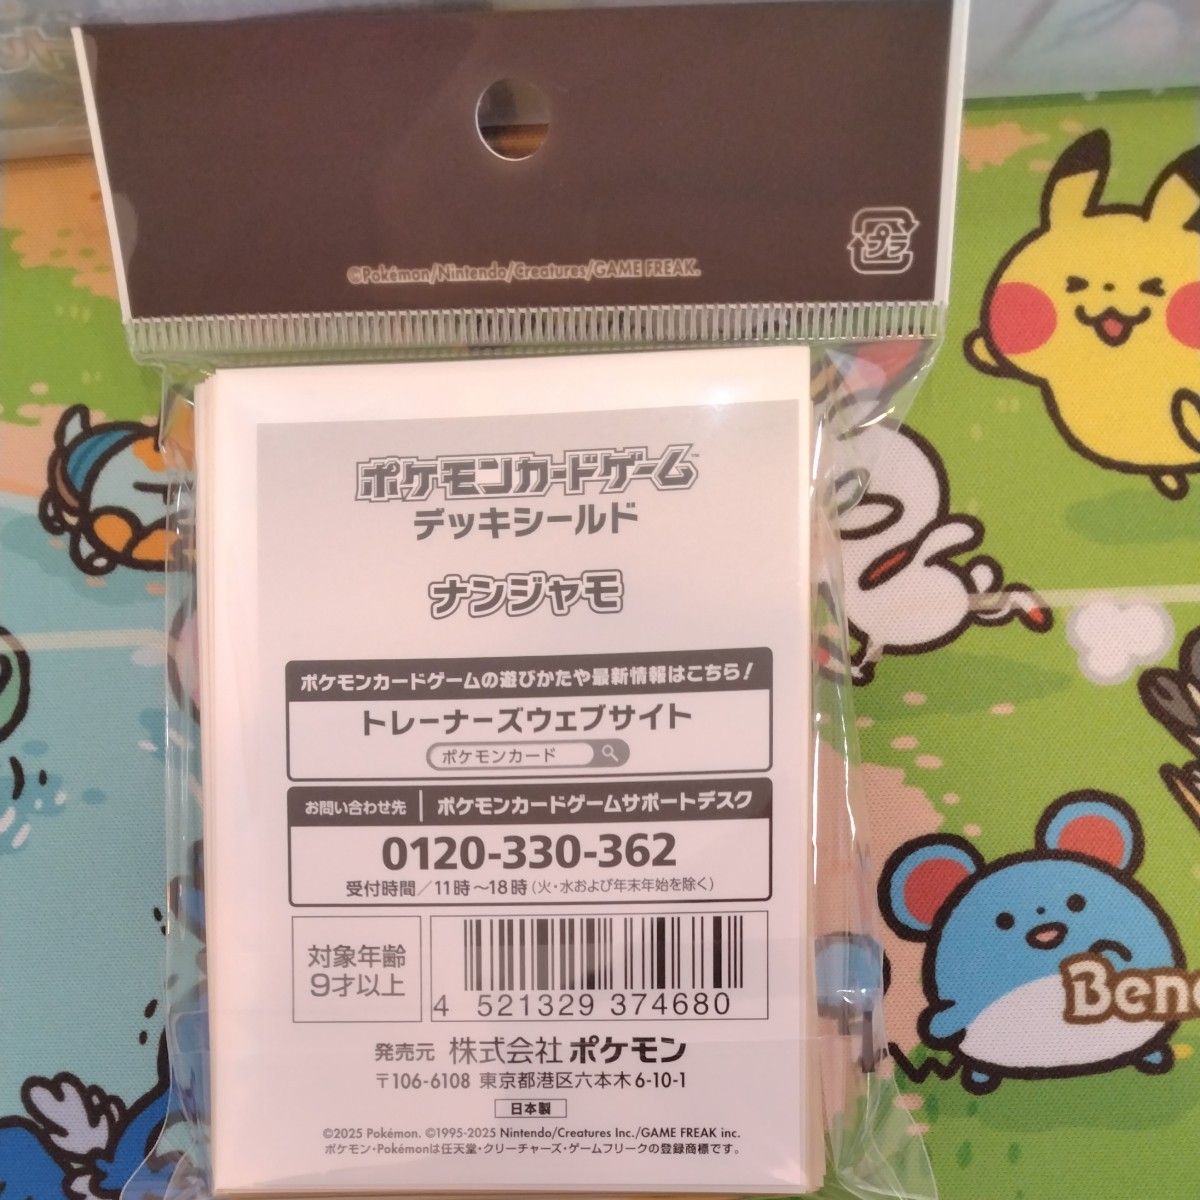 プラ
©Pokémon/Nintendo/Creatures/GAME FREAK.
ポケモンカードゲーム™
デッキシールド
ナンジャモ
ポケモンカードゲームの遊びかたや最新情報はこちら!
トレーナーズウェブサイト
ポケモンカード
お問い合わせ先 ポケモンカードゲームサポートデスク
0120-330-362
受付時間/11時~18時(火・水および年末年始を除く)
対象年齢
9才以上
4 521329 374680
発売元 株式会社 ポケモン
〒106-6108 東京都港区六本木6-10-1
日本製
©2025 Pokémon. ©1995-2025 Nintendo/Creatures Inc./GAME FREAK inc.
ポケモン・Pokémonは任天堂・クリーチャーズ・ゲームフリークの登録商標です。